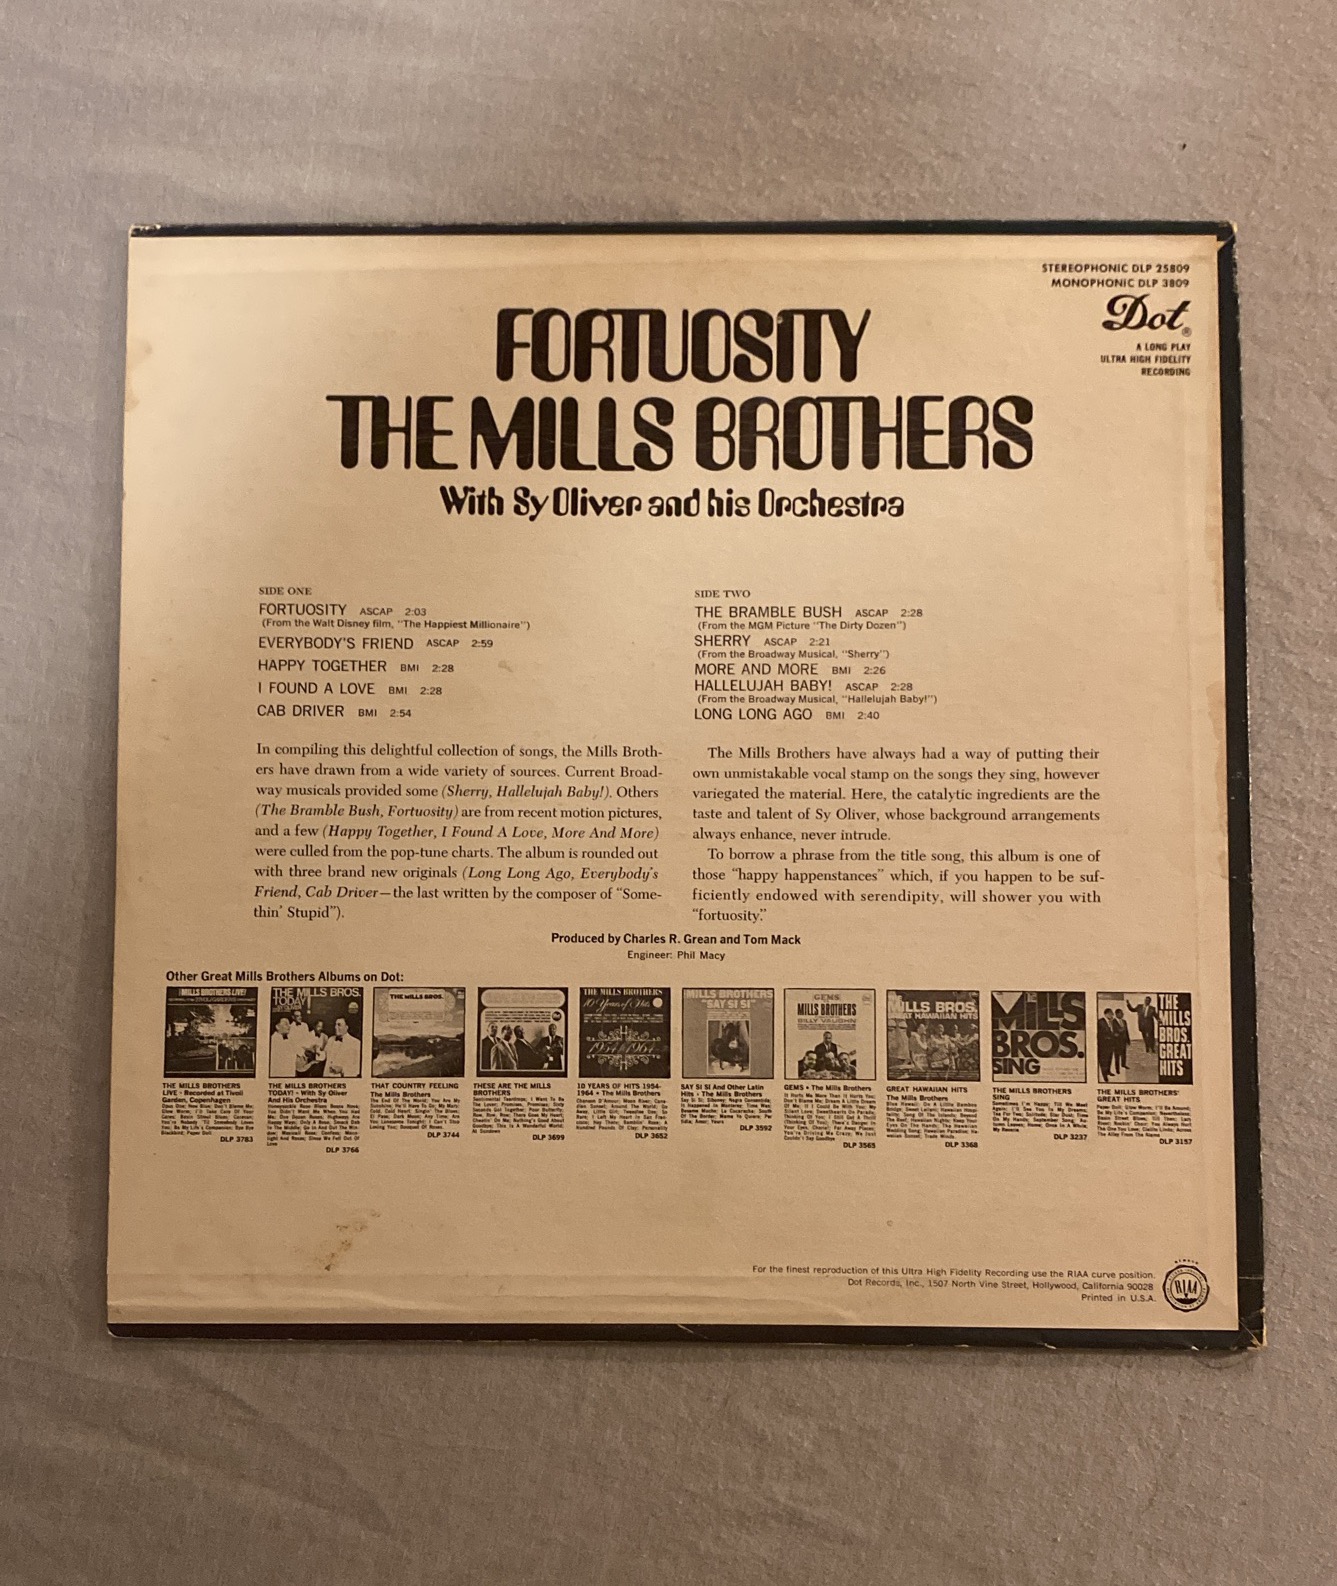 STEREOPHONIC DLP 25809
MONOPHONIC DLP 3809
Dot®
A LONG PLAY
ULTRA HIGH FIDELITY
RECORDING
FORTUOSITY
THE MILLS BROTHERS
With Sy Oliver and his Orchestra
SIDE ONE
FORTUOSITY ASCAP 2:03
(From the Walt Disney film, "The Happiest Millionaire")
EVERYBODY'S FRIEND ASCAP 2:59
HAPPY TOGETHER BMI 2:28
I FOUND A LOVE BMI 2:28
CAB DRIVER BMI 2:54
SIDE TWO
THE BRAMBLE BUSH ASCAP 2:28
(From the MGM Picture "The Dirty Dozen")
SHERRY ASCAP 2:21
(From the Broadway Musical, "Sherry")
MORE AND MORE BMI 2:26
HALLELUJAH BABY! ASCAP 2:28
(From the Broadway Musical, "Hallelujah Baby!")
LONG LONG AGO BMI 2:40
In compiling this delightful collection of songs, the Mills Broth-
ers have drawn from a wide variety of sources. Current Broad-
way musicals provided some (Sherry, Hallelujah Baby!). Others
(The Bramble Bush, Fortuosity) are from recent motion pictures,
and a few (Happy Together, I Found A Love, More And More)
were culled from the pop-tune charts. The album is rounded out
with three brand new originals (Long Long Ago, Everybody's
Friend, Cab Driver—the last written by the composer of "Some-
thin' Stupid").
The Mills Brothers have always had a way of putting their
own unmistakable vocal stamp on the songs they sing, however
variegated the material. Here, the catalytic ingredients are the
taste and talent of Sy Oliver, whose background arrangements
always enhance, never intrude.
To borrow a phrase from the title song, this album is one of
those "happy happenstances" which, if you happen to be suf-
ficiently endowed with serendipity, will shower you with
"fortuosity."
Produced by Charles R. Grean and Tom Mack
Engineer: Phil Macy
Other Great Mills Brothers Albums on Dot:
MILLS BROTHERS LIVE!
THE MILLS BROS.
TODAY!
THE MILLS BROS.
THE MILLS BROTHERS
10 Years of Hits
1954 1964
MILLS BROTHERS
"SAY SI SI"
GEMS
MILLS BROTHERS
BILLY VAUGHN
MILLS BROS.
GREAT HAWAIIAN HITS
MILLS
BROS.
SING
THE
MILLS
BROS.
GREAT
HITS
THE MILLS BROTHERS
LIVE - Recorded at Tivoli
Garden, Copenhagen
DLP 3783
THE MILLS BROTHERS
TODAY! • With Sy Oliver
And His Orchestra
DLP 3766
THAT COUNTRY FEELING
The Mills Brothers
DLP 3744
THESE ARE THE MILLS
BROTHERS
DLP 3699
10 YEARS OF HITS 1954-
1964 • The Mills Brothers
DLP 3652
SAY SI SI And Other Latin
Hits • The Mills Brothers
DLP 3592
GEMS • The Mills Brothers
DLP 3565
GREAT HAWAIIAN HITS
The Mills Brothers
DLP 3368
THE MILLS BROTHERS
SING
DLP 3237
THE MILLS BROTHERS'
GREAT HITS
DLP 3157
For the finest reproduction of this Ultra High Fidelity Recording use the RIAA curve position.
Dot Records, Inc., 1507 North Vine Street, Hollywood, California 90028
Printed in U.S.A.
RIAA